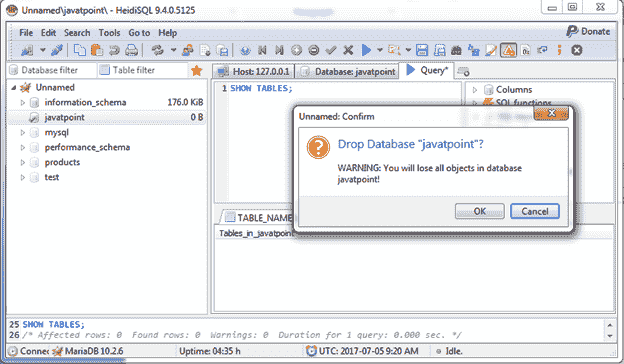 Unnamed\javatpoint\ - HeidiSQL 9.4.0.5125
File Edit Search Tools Go to Help
Donate
Database filter
Table filter
Host: 127.0.0.1
Database: javatpoint
Query*
Unnamed
information_schema 176.0 KiB
javatpoint 0 B
mysql
performance_schema
products
test
1 SHOW TABLES;
Columns
SQL functions
Unnamed: Confirm
Drop Database "javatpoint"?
WARNING: You will lose all objects in database
javatpoint!
OK
Cancel
TABLE_NAME
Tables_in_javatpoint
25 SHOW TABLES;
26 /* Affected rows: 0 Found rows: 0 Warnings: 0 Duration for 1 query: 0.000 sec. */
Connec
MariaDB 10.2.6
Uptime: 04:35 h
UTC: 2017-07-05 9:20 AM
Idle.